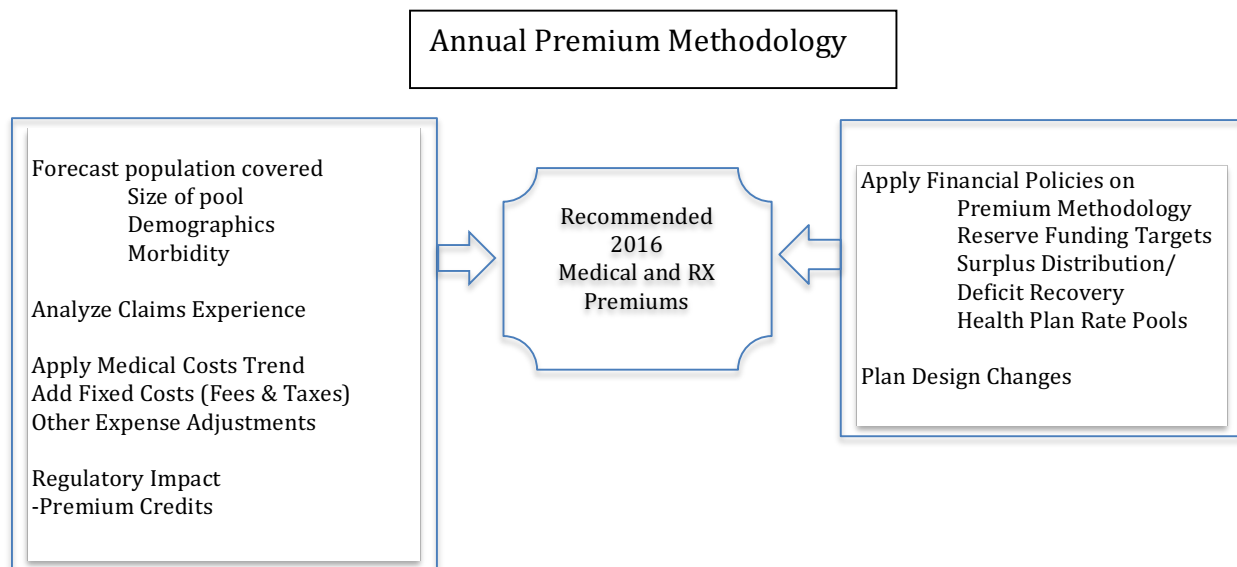 Annual Premium Methodology
Forecast population covered
Size of pool
Demographics
Morbidity
Analyze Claims Experience
Apply Medical Costs Trend
Add Fixed Costs (Fees & Taxes)
Other Expense Adjustments
Regulatory Impact
-Premium Credits
Recommended
2016
Medical and RX
Premiums
Apply Financial Policies on
Premium Methodology
Reserve Funding Targets
Surplus Distribution/
Deficit Recovery
Health Plan Rate Pools
Plan Design Changes